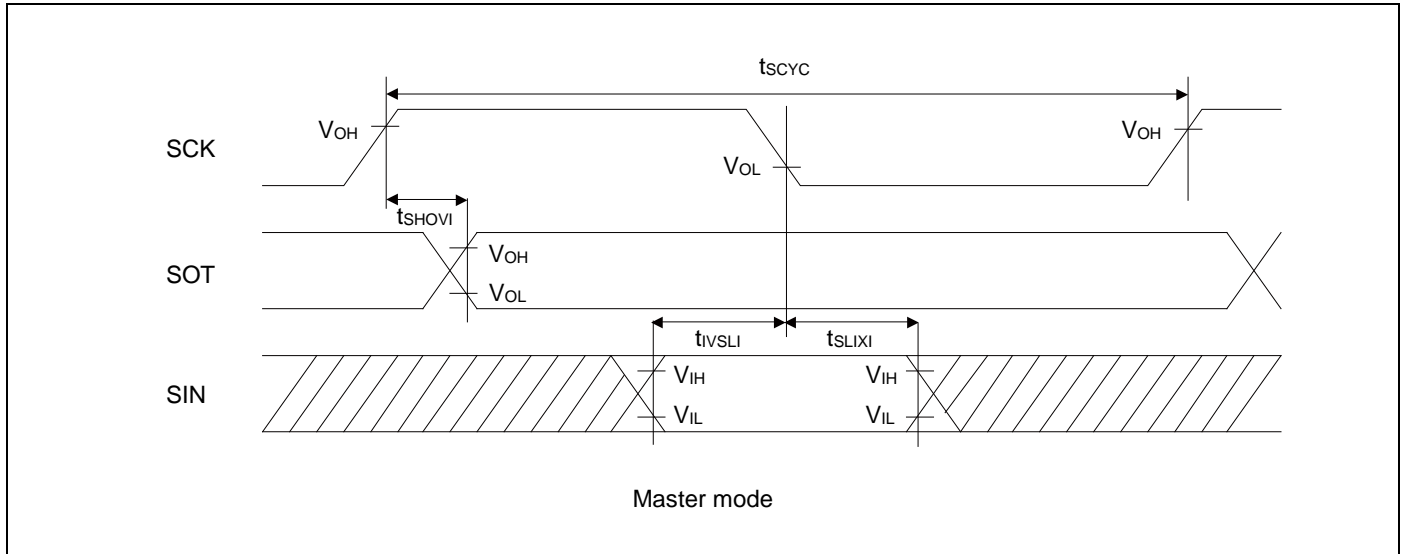 tSCYC
VOH
VOH
SCK
VOL
tSHOVI
VOH
SOT
VOL
tIVSLI
tSLIXI
VIH
VIH
SIN
VIL
VIL
Master mode